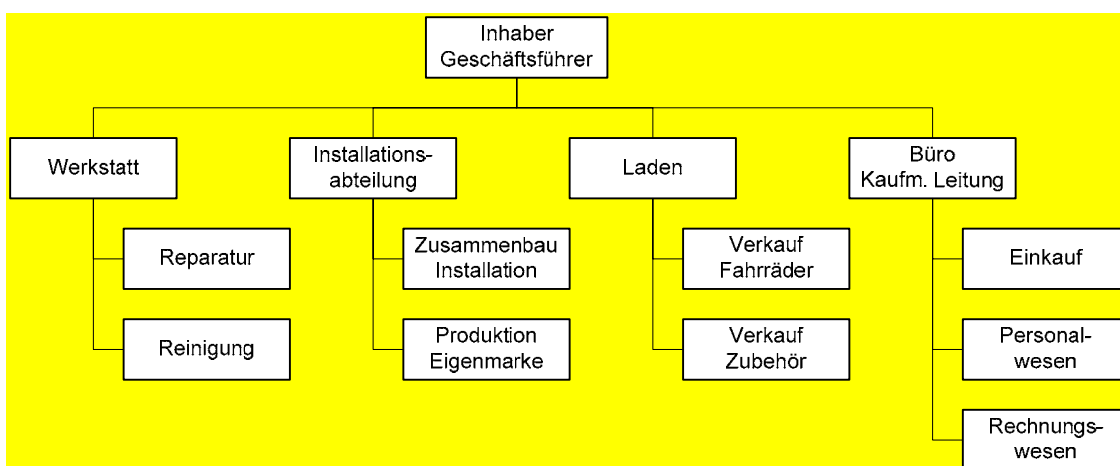 Inhaber
Geschäftsführer
Werkstatt
Installations-
abteilung
Laden
Büro
Kaufm. Leitung
Reparatur
Zusammenbau
Installation
Verkauf
Fahrräder
Einkauf
Reinigung
Produktion
Eigenmarke
Verkauf
Zubehör
Personal-
wesen
Rechnungs-
wesen